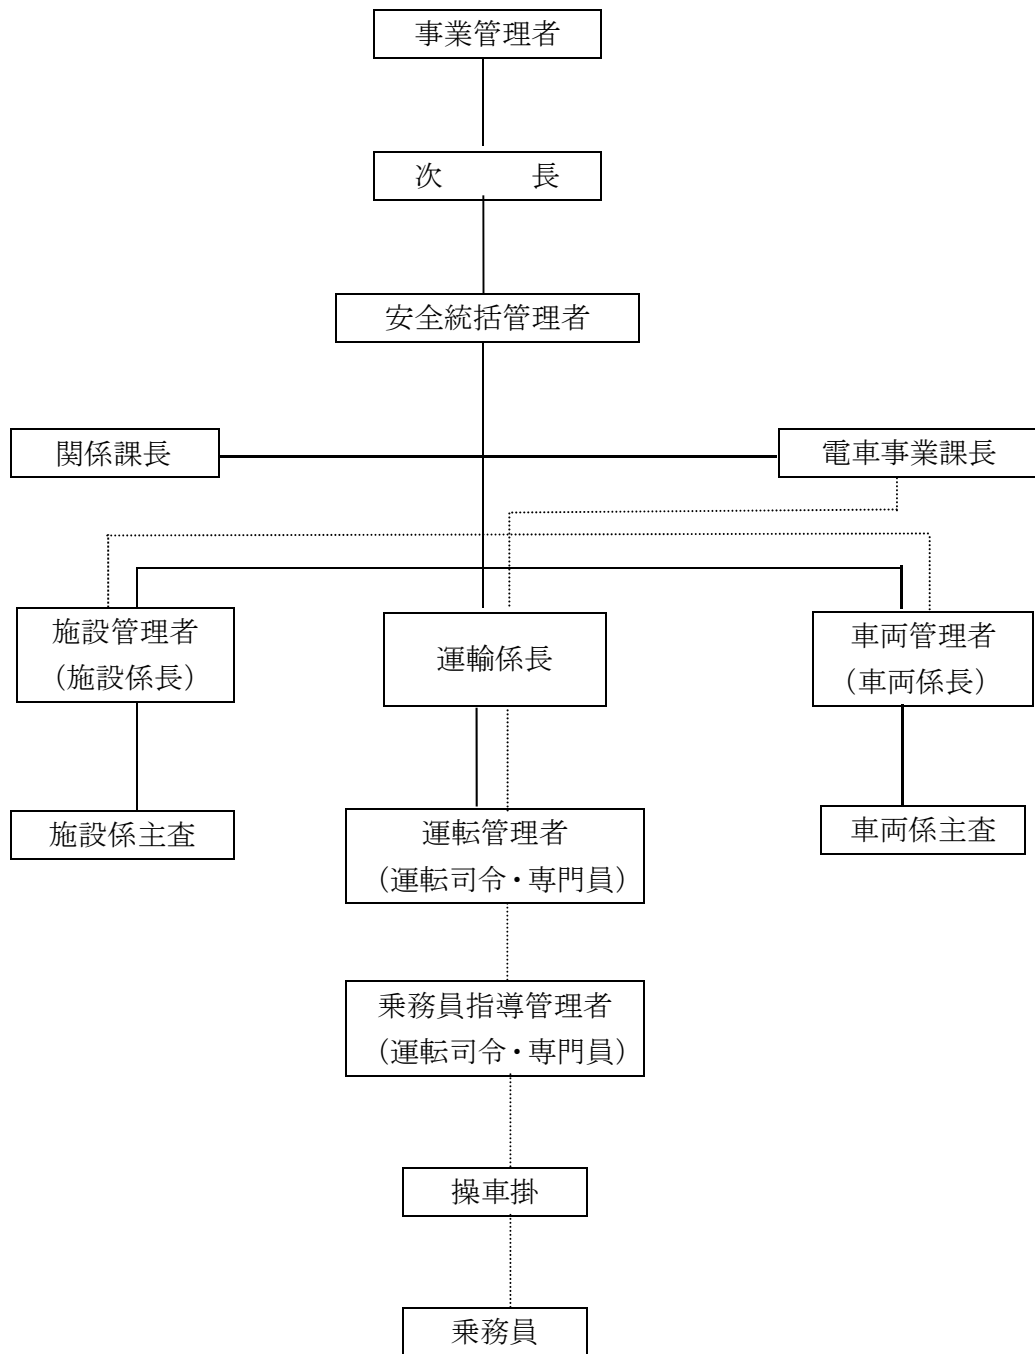 事業管理者
次　　　長
安全統括管理者
関係課長
電車事業課長
施設管理者
(施設係長)
運輸係長
車両管理者
(車両係長)
施設係主査
運転管理者
(運転司令・専門員)
車両係主査
乗務員指導管理者
(運転司令・専門員)
操車掛
乗務員